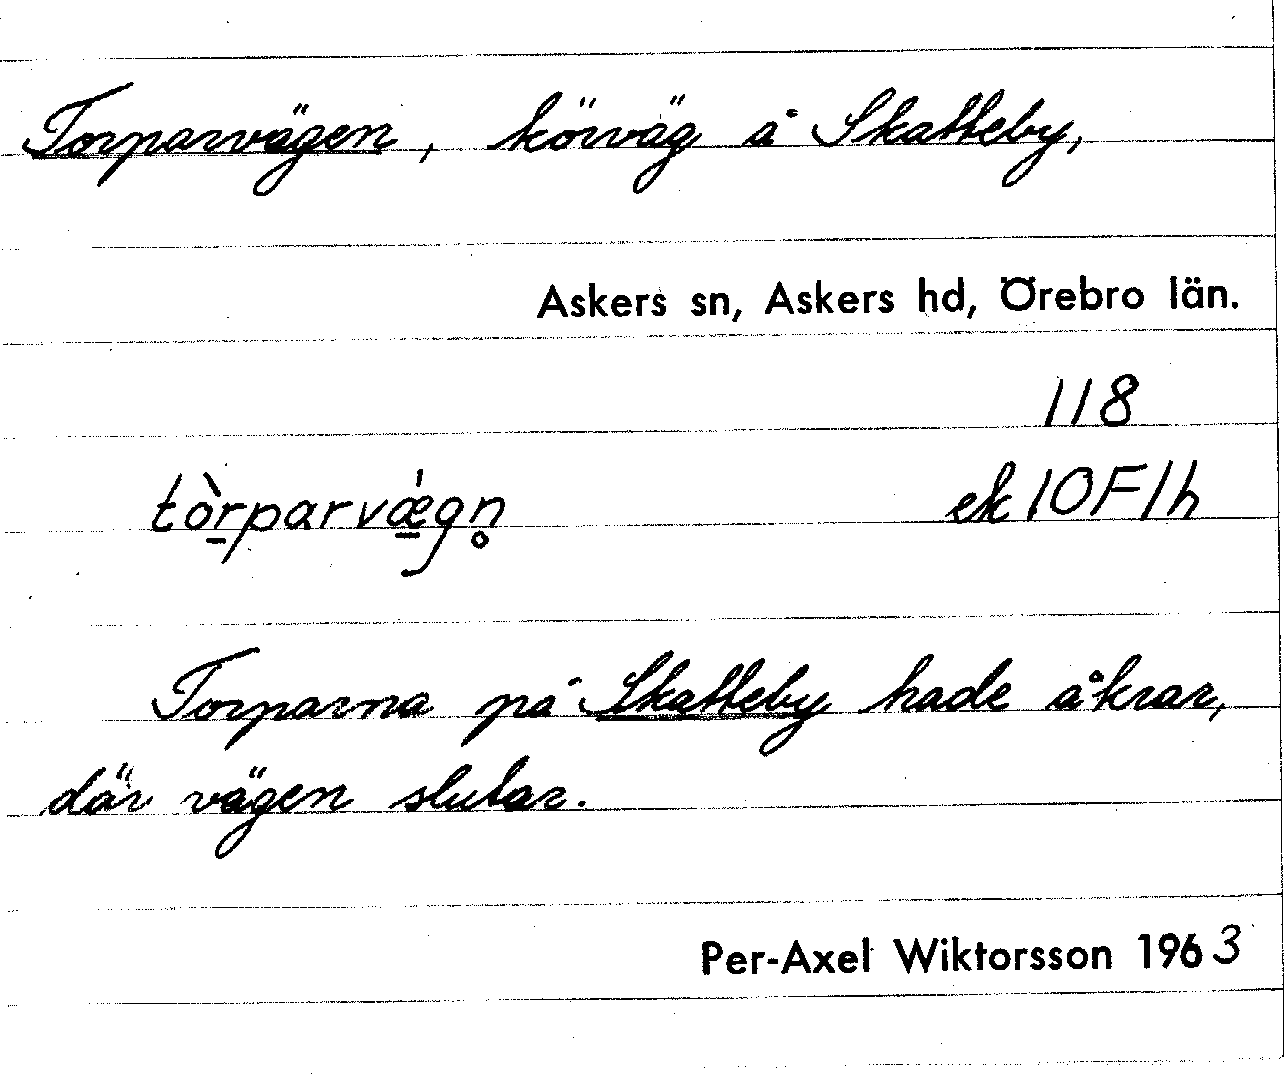 Torparvägen, körväg å Skatteby,
Askers sn, Askers hd, Örebro län.
118
tòrparvǽgn̥ ek 10F1h
Torparna på Skatteby hade åkrar,
där vägen slutar.
Per-Axel Wiktorsson 1963